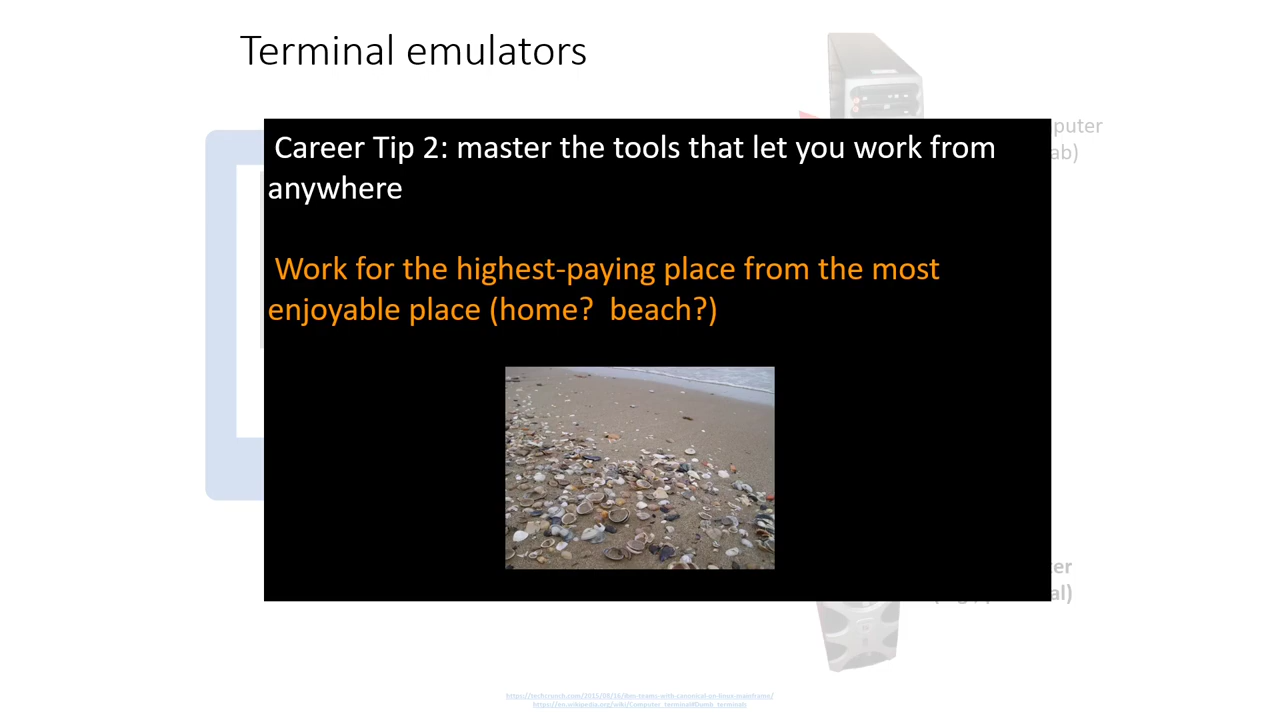 Terminal emulators
puter
ab)
Career Tip 2: master the tools that let you work from
anywhere
Work for the highest-paying place from the most
enjoyable place (home?  beach?)
al)
https://techcrunch.com/2015/08/16/ibm-teams-with-canonical-on-linux-mainframe/
https://en.wikipedia.org/wiki/Computer_terminal#Dumb_terminals